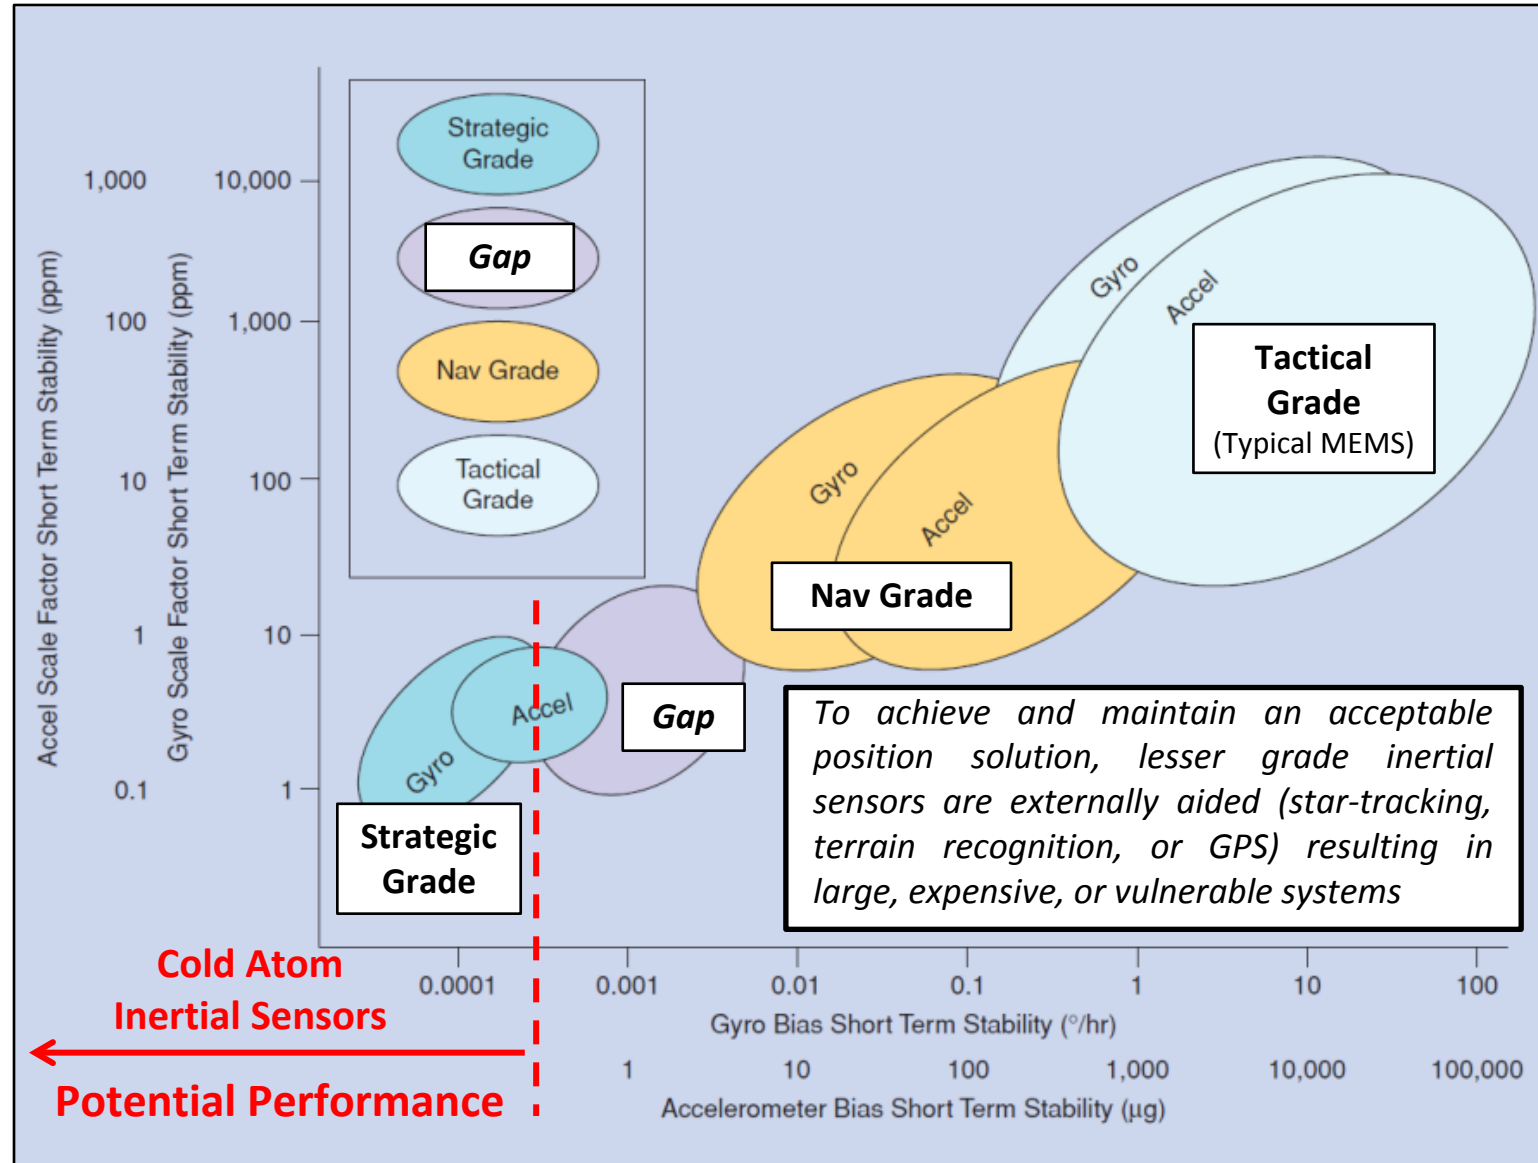 Strategic
Grade
Gap
Nav Grade
Tactical
Grade
Accel Scale Factor Short Term Stability (ppm)
1,000
100
10
1
0.1
Gyro Scale Factor Short Term Stability (ppm)
10,000
1,000
100
10
1
Gyro
Accel
Tactical
Grade
(Typical MEMS)
Gyro
Accel
Nav Grade
Gap
Accel
Gyro
Strategic
Grade
To achieve and maintain an acceptable
position solution, lesser grade inertial
sensors are externally aided (star-tracking,
terrain recognition, or GPS) resulting in
large, expensive, or vulnerable systems
Cold Atom
Inertial Sensors
Potential Performance
0.0001 0.001 0.01 0.1 1 10 100
Gyro Bias Short Term Stability (°/hr)
1 10 100 1,000 10,000 100,000
Accelerometer Bias Short Term Stability (μg)